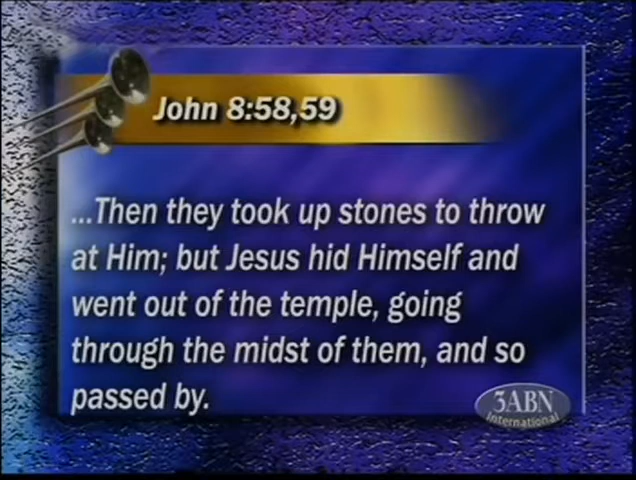 John 8:58,59
...Then they took up stones to throw
at Him; but Jesus hid Himself and
went out of the temple, going
through the midst of them, and so
passed by.
3ABN
International